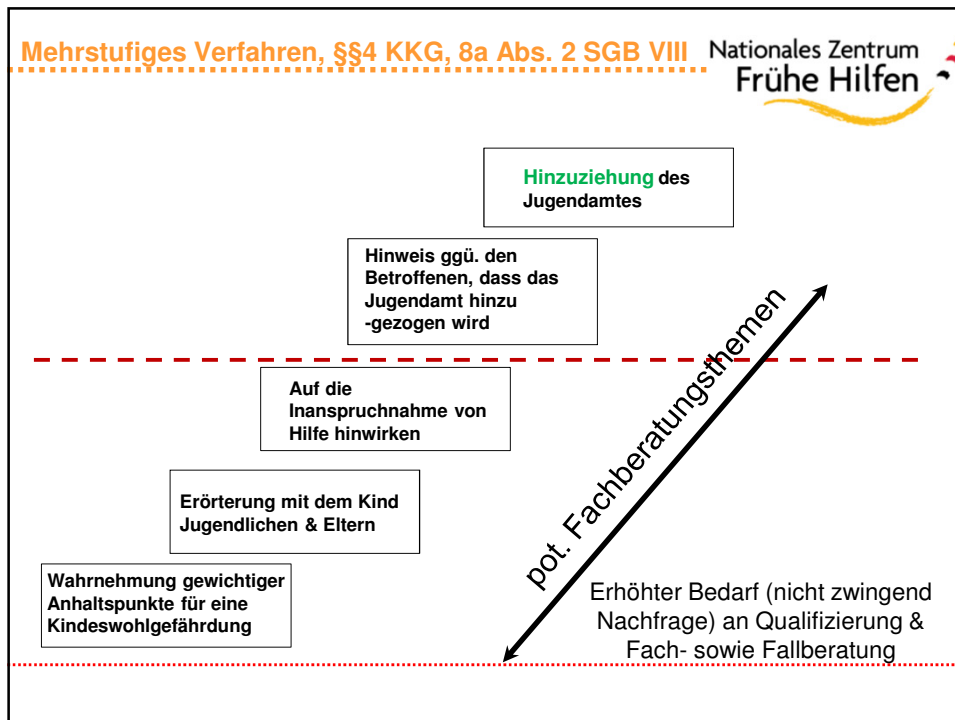 Mehrstufiges Verfahren, §§4 KKG, 8a Abs. 2 SGB VIII
Nationales Zentrum
Frühe Hilfen
Hinzuziehung des
Jugendamtes
Hinweis ggü. den
Betroffenen, dass das
Jugendamt hinzu
-gezogen wird
Auf die
Inanspruchnahme von
Hilfe hinwirken
Erörterung mit dem Kind
Jugendlichen & Eltern
Wahrnehmung gewichtiger
Anhaltspunkte für eine
Kindeswohlgefährdung
pot. Fachberatungsthemen
Erhöhter Bedarf (nicht zwingend
Nachfrage) an Qualifizierung &
Fach- sowie Fallberatung